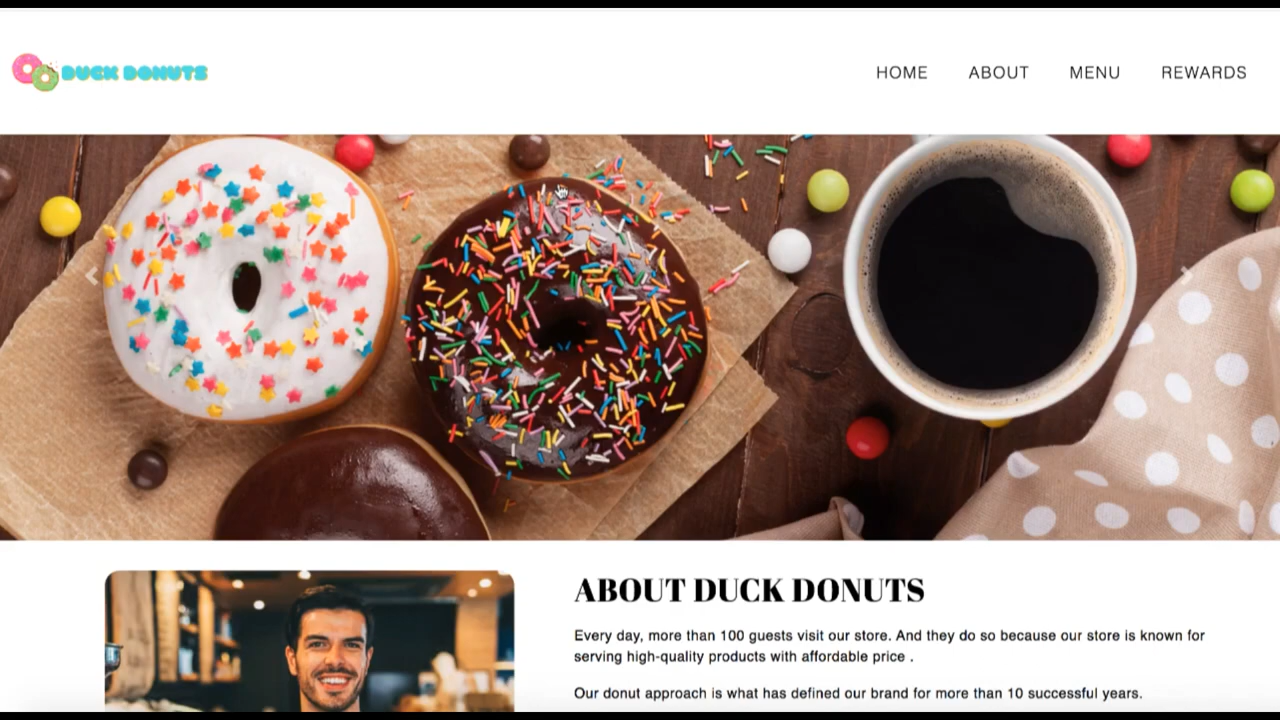 DUCK DONUTS
HOME ABOUT MENU REWARDS
ABOUT DUCK DONUTS
Every day, more than 100 guests visit our store. And they do so because our store is known for
serving high-quality products with affordable price .
Our donut approach is what has defined our brand for more than 10 successful years.